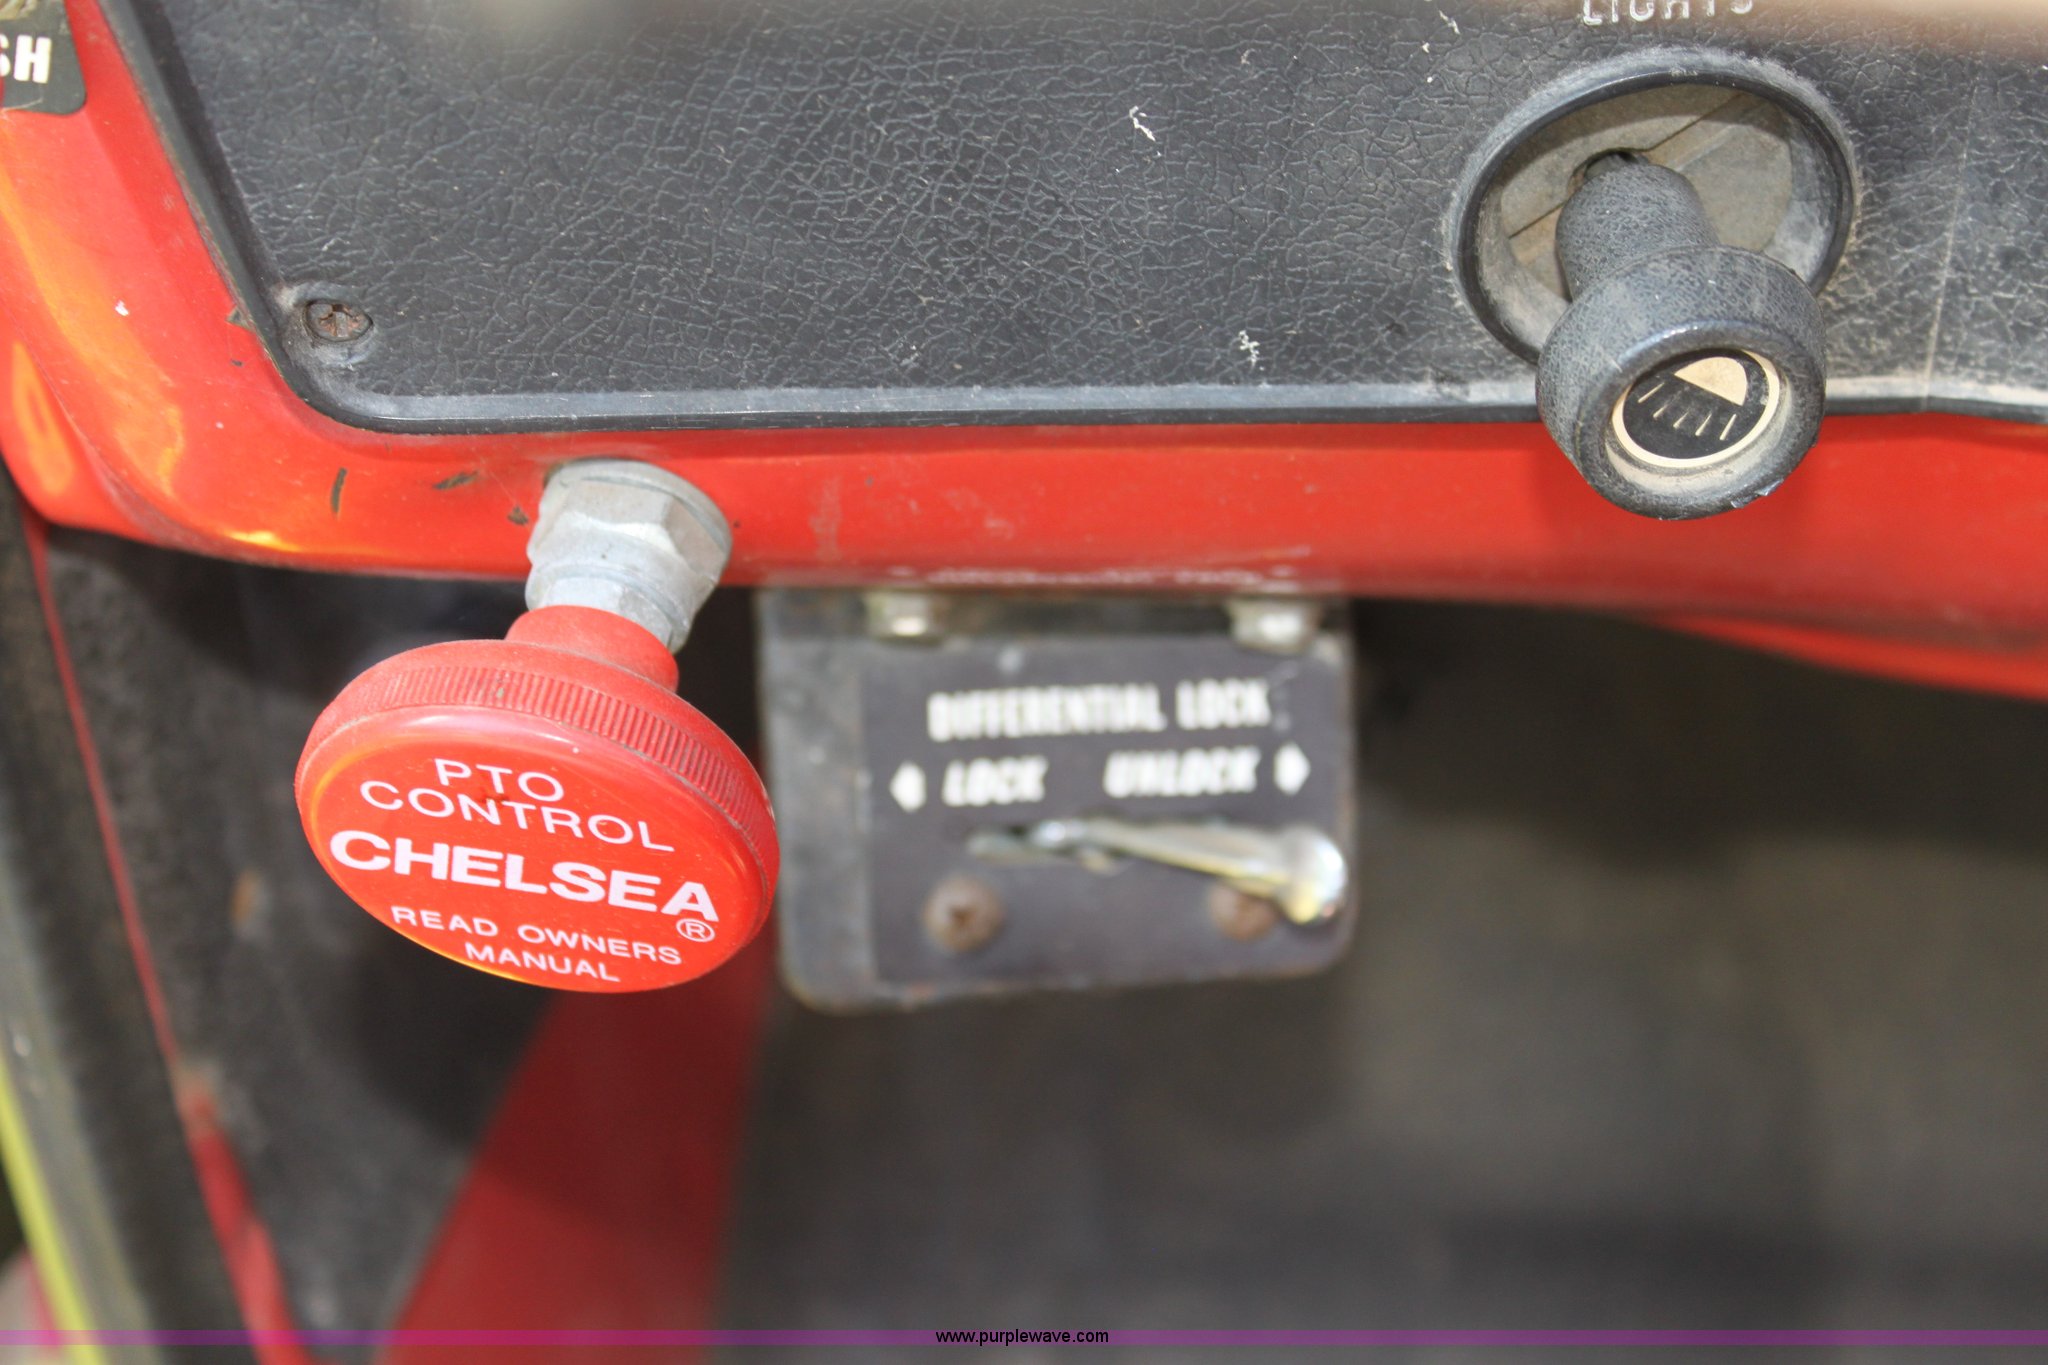 LIGHTS
PTO
CONTROL
CHELSEA
®
READ OWNERS
MANUAL
DIFFERENTIAL LOCK
LOCK UNLOCK
www.purplewave.com